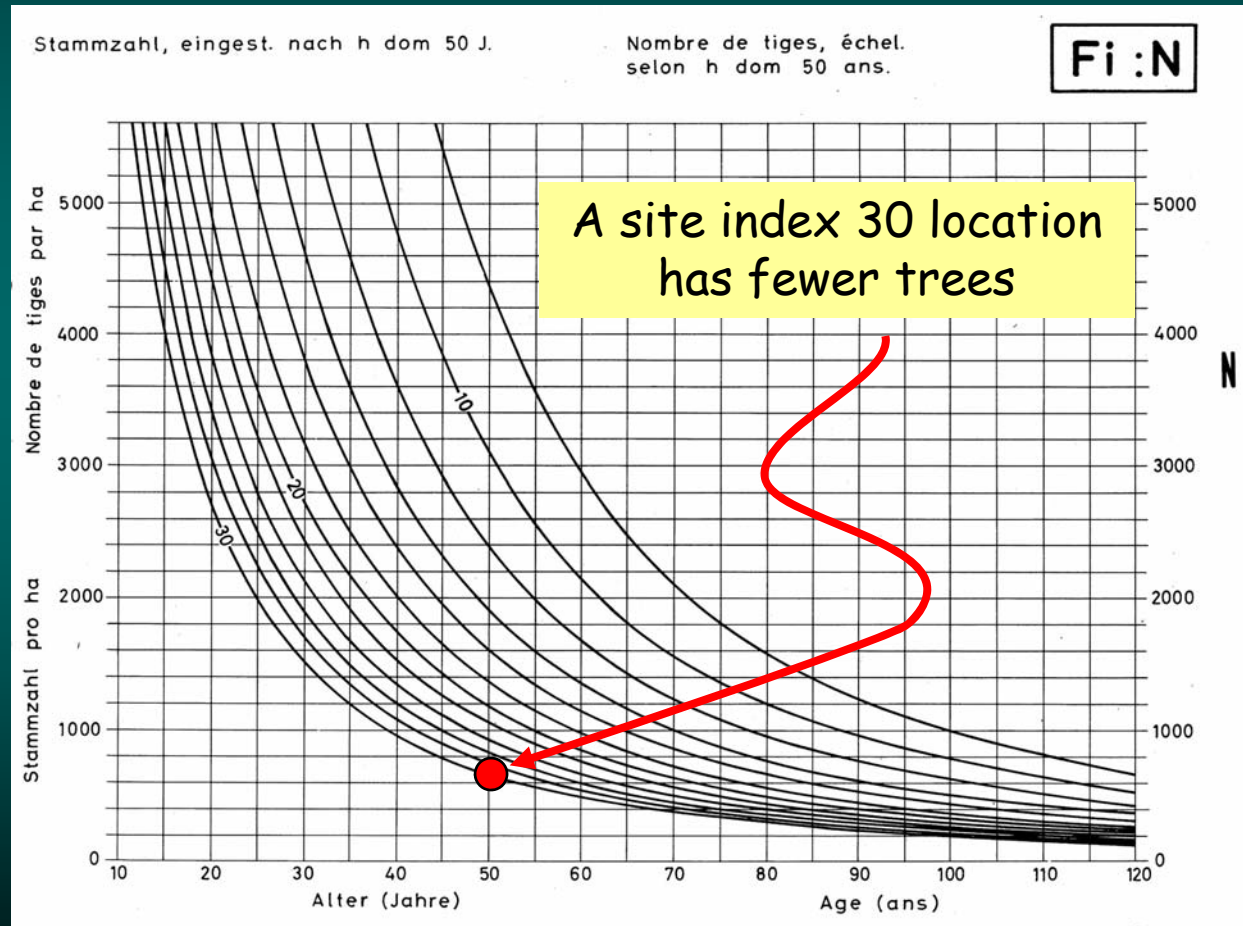 Stammzahl, eingest. nach h dom 50 J.
Nombre de tiges, échel.
selon h dom 50 ans.
Fi :N
A site index 30 location
has fewer trees
Nombre de tiges par ha
Stammzahl pro ha
5000
4000
3000
2000
1000
0
5000
4000
3000
2000
1000
0
N
10
20
30
10 20 30 40 50 60 70 80 90 100 110 120
Alter (Jahre)
Age (ans)